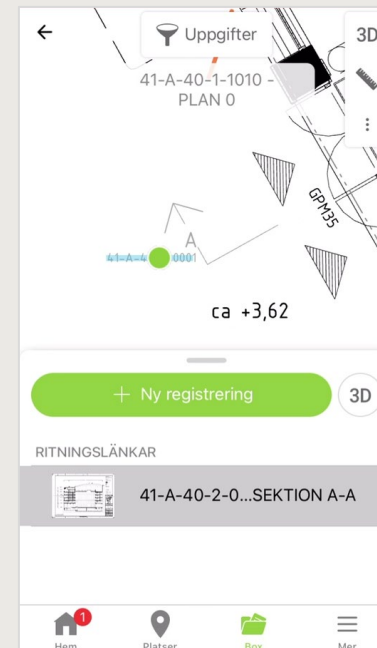 Uppgifter
3D
41-A-40-1-1010 -
PLAN 0
GPM35
A
0001
ca +3,62
+ Ny registrering
3D
RITNINGSLÄNKAR
41-A-40-2-0...SEKTION A-A
1
Hem
Platser
Box
Mer